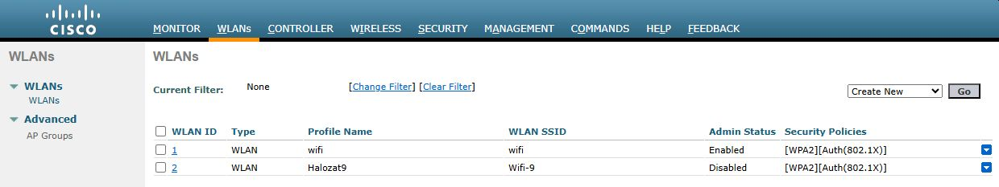 CISCO
MONITOR WLANs CONTROLLER WIRELESS SECURITY MANAGEMENT COMMANDS HELP FEEDBACK
WLANs
WLANs
WLANs
Advanced
AP Groups
WLANs
Current Filter: None [Change Filter] [Clear Filter]
Create New Go
WLAN ID Type Profile Name WLAN SSID Admin Status Security Policies
1 WLAN wifi wifi Enabled [WPA2][Auth(802.1X)]
2 WLAN Halozat9 Wifi-9 Disabled [WPA2][Auth(802.1X)]